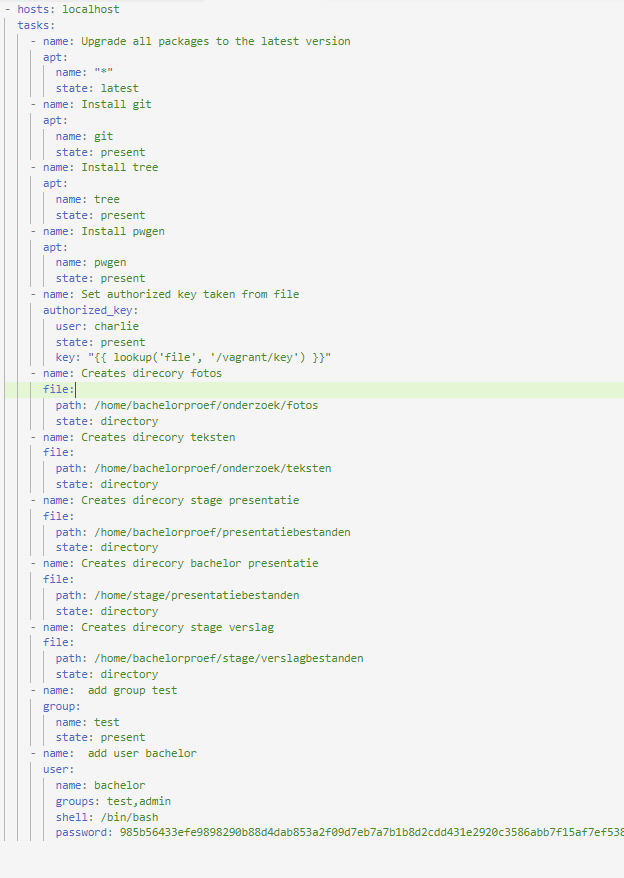 - hosts: localhost
  tasks:
    - name: Upgrade all packages to the latest version
      apt:
        name: "*"
        state: latest
    - name: Install git
      apt:
        name: git
        state: present
    - name: Install tree
      apt:
        name: tree
        state: present
    - name: Install pwgen
      apt:
        name: pwgen
        state: present
    - name: Set authorized key taken from file
      authorized_key:
        user: charlie
        state: present
        key: "{{ lookup('file', '/vagrant/key') }}"
    - name: Creates direcory fotos
      file:
        path: /home/bachelorproef/onderzoek/fotos
        state: directory
    - name: Creates direcory teksten
      file:
        path: /home/bachelorproef/onderzoek/teksten
        state: directory
    - name: Creates direcory stage presentatie
      file:
        path: /home/bachelorproef/presentatiebestanden
        state: directory
    - name: Creates direcory bachelor presentatie
      file:
        path: /home/stage/presentatiebestanden
        state: directory
    - name: Creates direcory stage verslag
      file:
        path: /home/bachelorproef/stage/verslagbestanden
        state: directory
    - name:  add group test
      group:
        name: test
        state: present
    - name:  add user bachelor
      user:
        name: bachelor
        groups: test,admin
        shell: /bin/bash
        password: 985b56433efe9898290b88d4dab853a2f09d7eb7a7b1b8d2cdd431e2920c3586abb7f15af7ef538